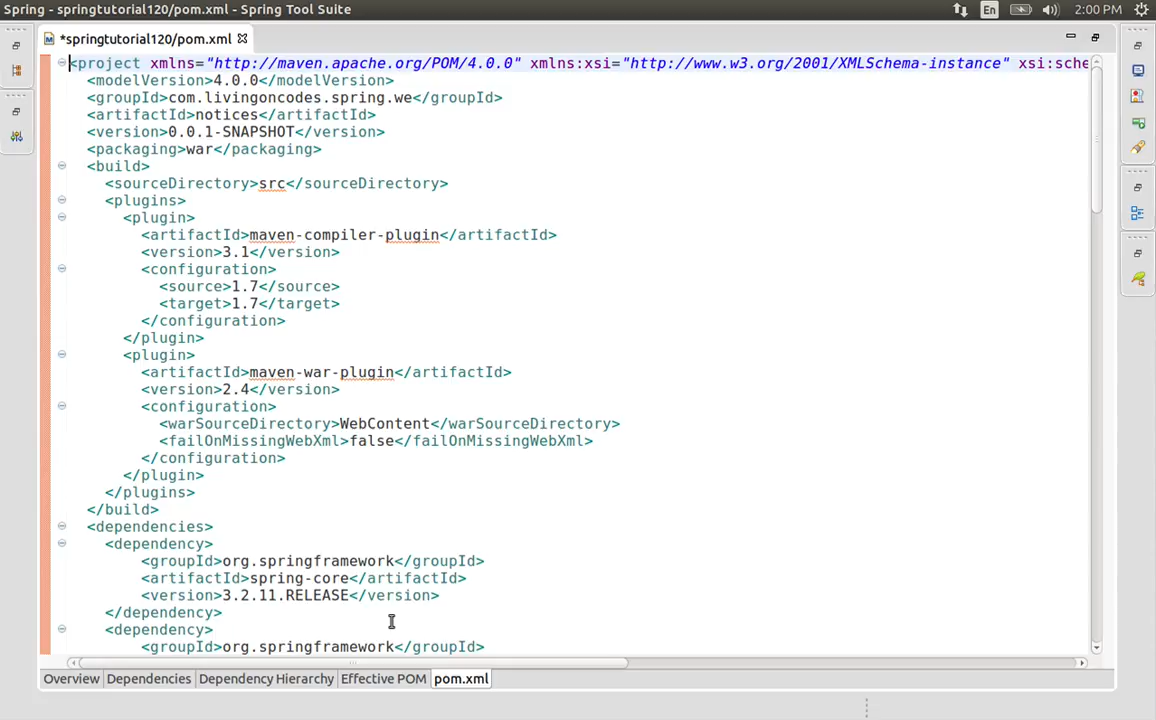 Spring - springtutorial120/pom.xml - Spring Tool Suite
En
2:00 PM
*springtutorial120/pom.xml
<project xmlns="http://maven.apache.org/POM/4.0.0" xmlns:xsi="http://www.w3.org/2001/XMLSchema-instance" xsi:sche
<modelVersion>4.0.0</modelVersion>
<groupId>com.livingoncodes.spring.we</groupId>
<artifactId>notices</artifactId>
<version>0.0.1-SNAPSHOT</version>
<packaging>war</packaging>
<build>
<sourceDirectory>src</sourceDirectory>
<plugins>
<plugin>
<artifactId>maven-compiler-plugin</artifactId>
<version>3.1</version>
<configuration>
<source>1.7</source>
<target>1.7</target>
</configuration>
</plugin>
<plugin>
<artifactId>maven-war-plugin</artifactId>
<version>2.4</version>
<configuration>
<warSourceDirectory>WebContent</warSourceDirectory>
<failOnMissingWebXml>false</failOnMissingWebXml>
</configuration>
</plugin>
</plugins>
</build>
<dependencies>
<dependency>
<groupId>org.springframework</groupId>
<artifactId>spring-core</artifactId>
<version>3.2.11.RELEASE</version>
</dependency>
<dependency>
<groupId>org.springframework</groupId>
Overview Dependencies Dependency Hierarchy Effective POM pom.xml